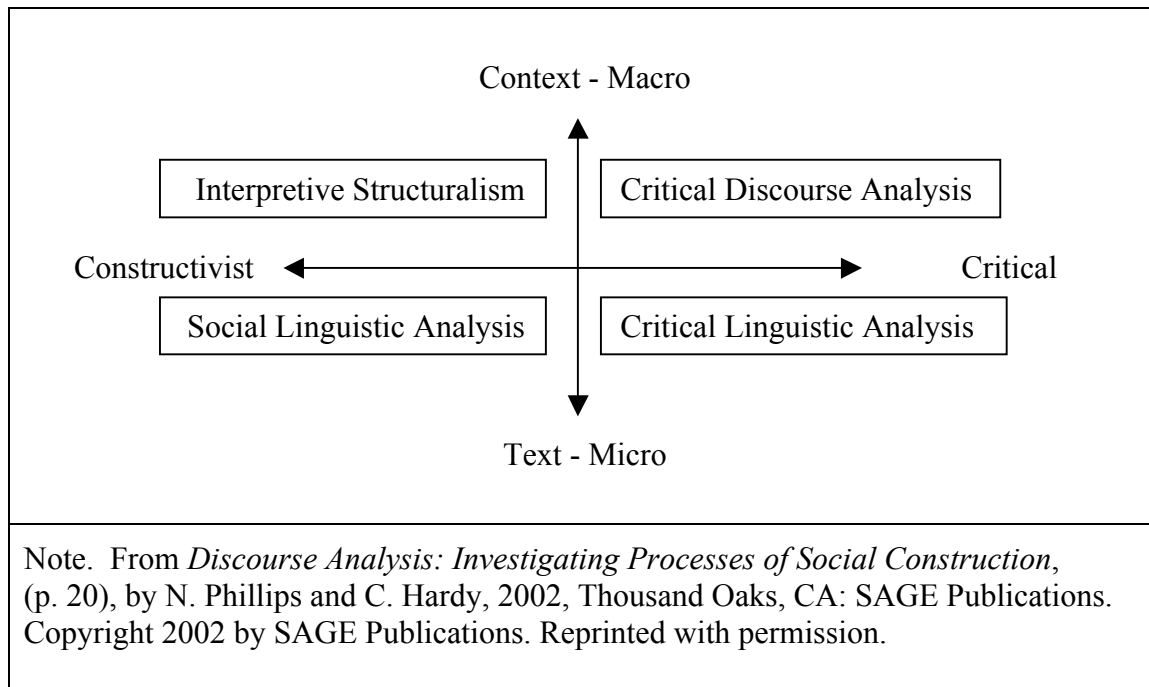 Context - Macro
Interpretive Structuralism
Critical Discourse Analysis
Constructivist
Critical
Social Linguistic Analysis
Critical Linguistic Analysis
Text - Micro
Note.  From Discourse Analysis: Investigating Processes of Social Construction,
(p. 20), by N. Phillips and C. Hardy, 2002, Thousand Oaks, CA: SAGE Publications.
Copyright 2002 by SAGE Publications. Reprinted with permission.